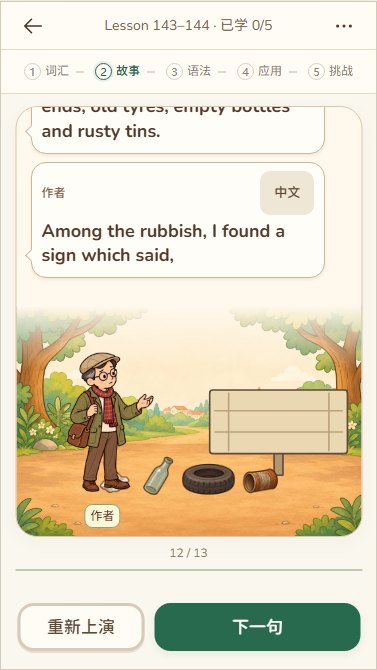 Lesson 143–144 · 已学 0/5
1 词汇 2 故事 3 语法 4 应用 5 挑战
ends, old tyres, empty bottles
and rusty tins.
作者
中文
Among the rubbish, I found a
sign which said,
作者
12 / 13
重新上演
下一句